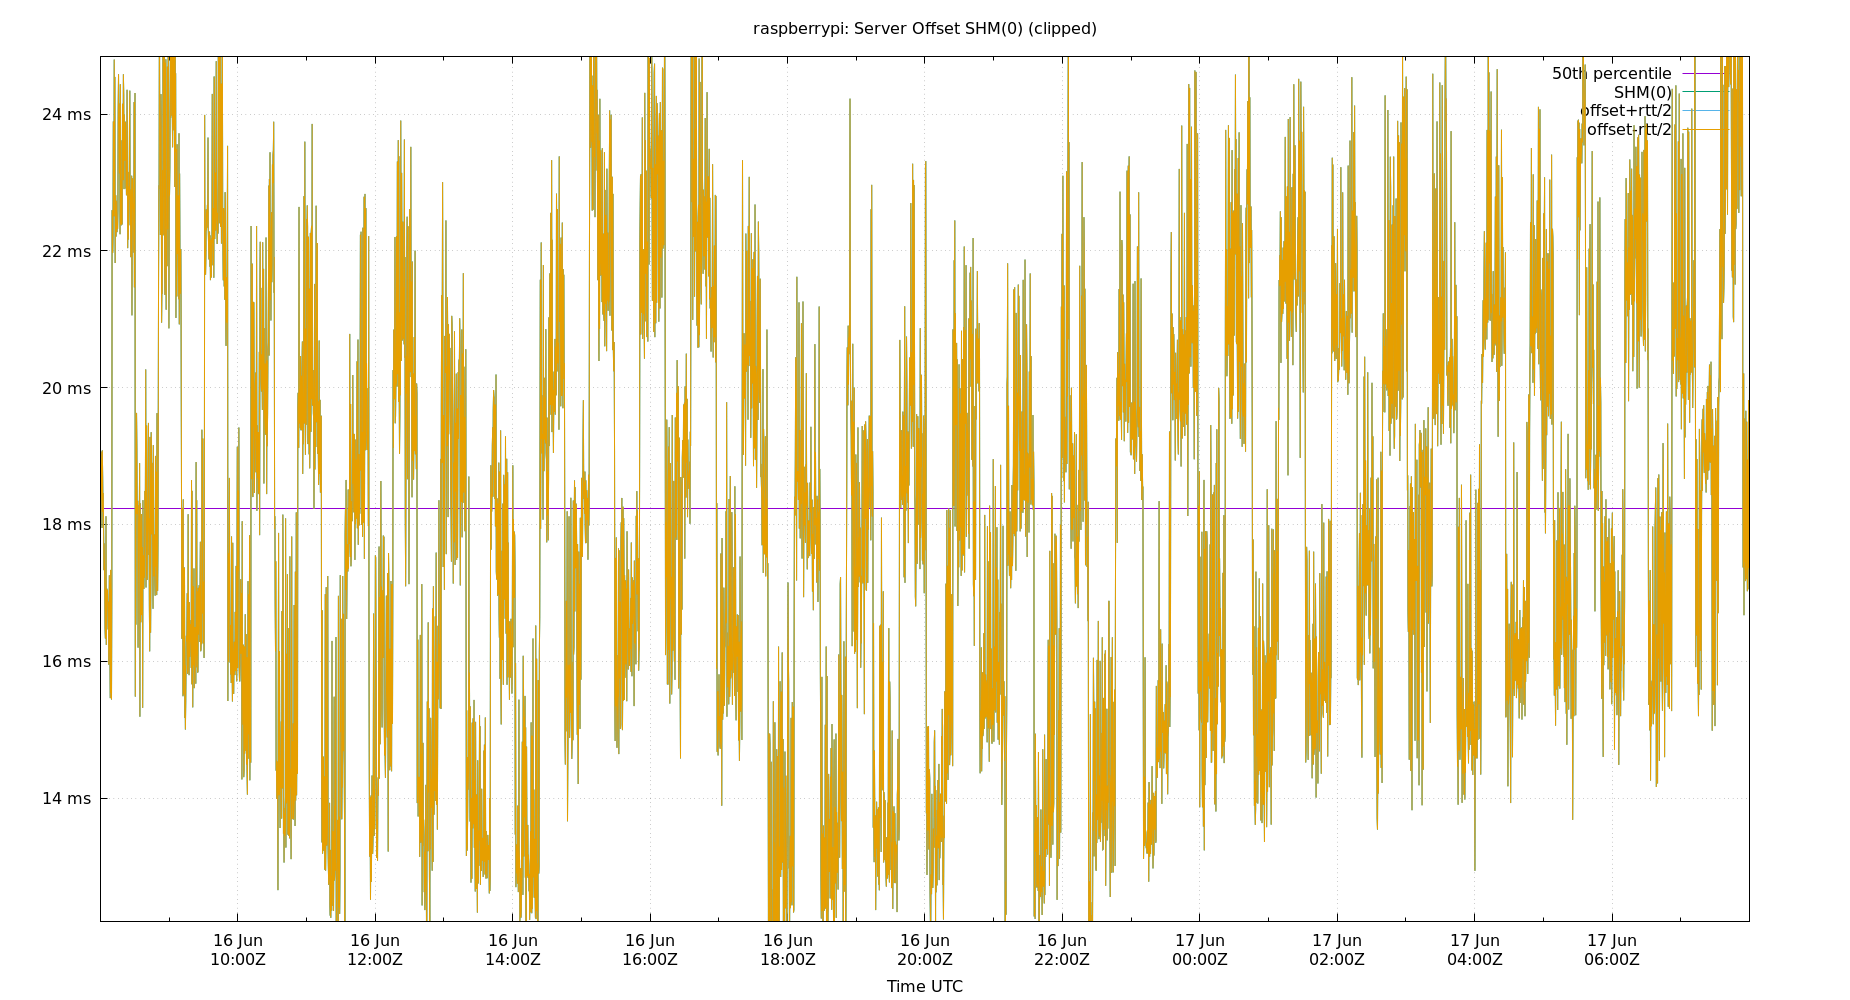 raspberrypi: Server Offset SHM(0) (clipped)
50th percentile
SHM(0)
offset+rtt/2
offset-rtt/2
24 ms
22 ms
20 ms
18 ms
16 ms
14 ms
16 Jun 16 Jun 16 Jun 16 Jun 16 Jun 16 Jun 16 Jun 17 Jun 17 Jun 17 Jun 17 Jun
10:00Z 12:00Z 14:00Z 16:00Z 18:00Z 20:00Z 22:00Z 00:00Z 02:00Z 04:00Z 06:00Z
Time UTC